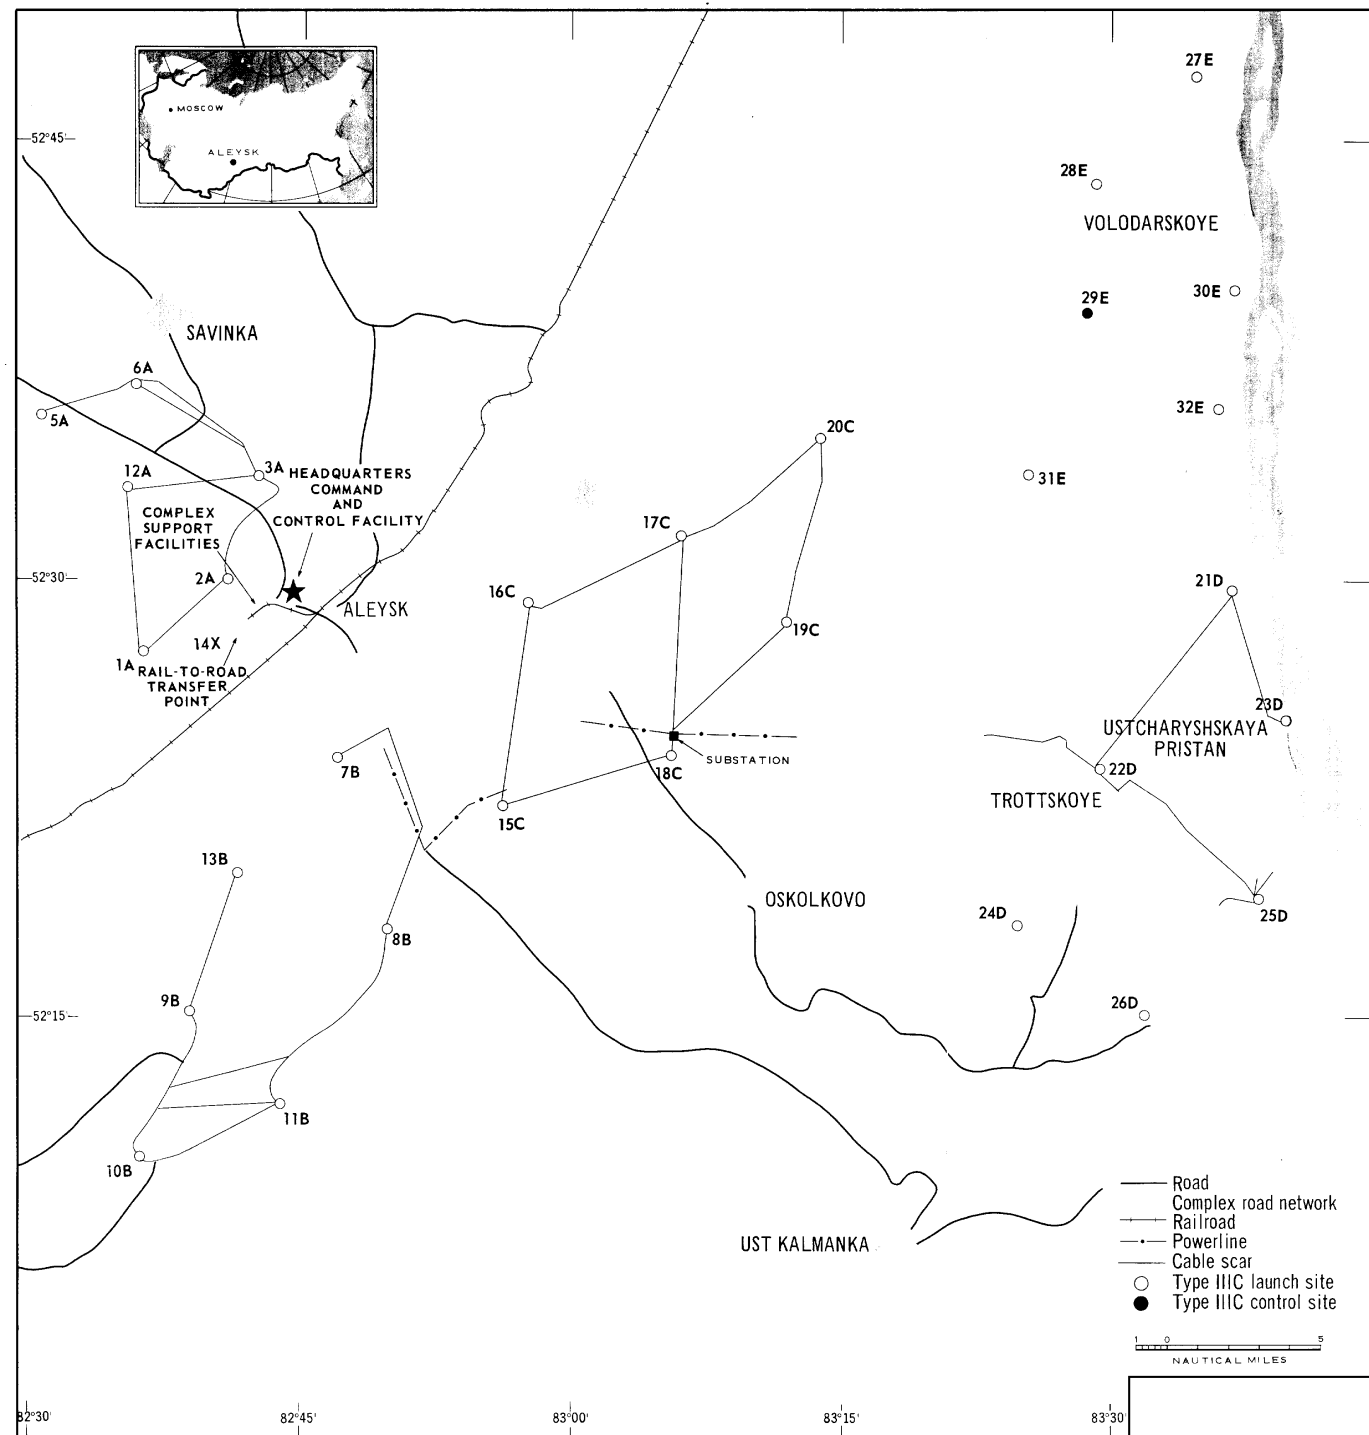 27E
MOSCOW
ALEYSK
52°45'
28E
VOLODARSKOYE
30E
29E
SAVINKA
6A
5A
32E
20C
12A
3A
HEADQUARTERS
COMMAND
AND
CONTROL FACILITY
31E
COMPLEX
SUPPORT
FACILITIES
17C
52°30'
2A
16C
21D
ALEYSK
19C
14X
1A
RAIL-TO-ROAD
TRANSFER
POINT
23D
USTCHARYSHSKAYA
PRISTAN
7B
18C
SUBSTATION
22D
TROTTSKOYE
15C
13B
OSKOLKOVO
24D
25D
8B
9B
26D
52°15'
11B
10B
Road
Complex road network
Railroad
Powerline
Cable scar
Type IIIC launch site
Type IIIC control site
UST KALMANKA
1 0 5
NAUTICAL MILES
82°30'
82°45'
83°00'
83°15'
83°30'